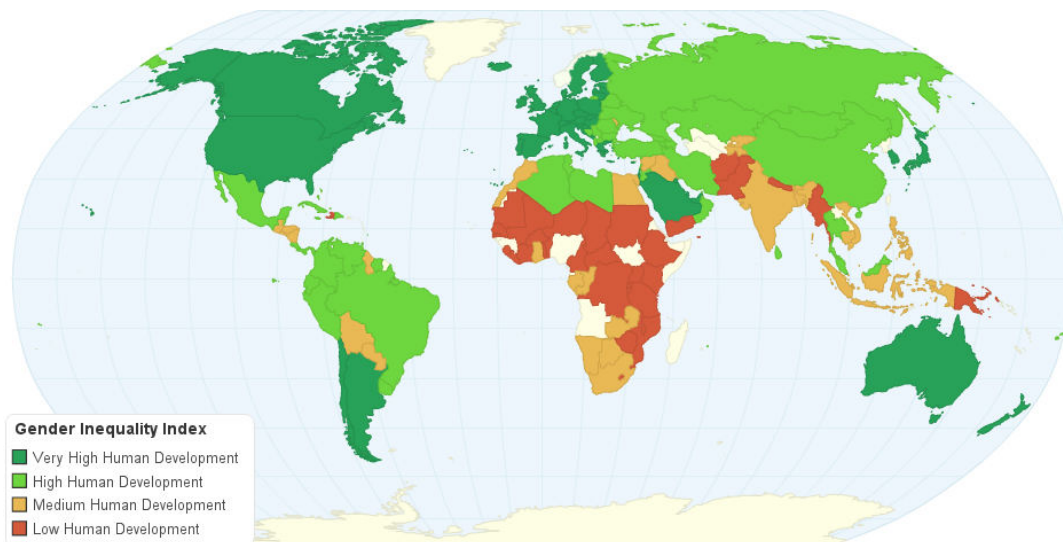 Gender Inequality Index
Very High Human Development
High Human Development
Medium Human Development
Low Human Development